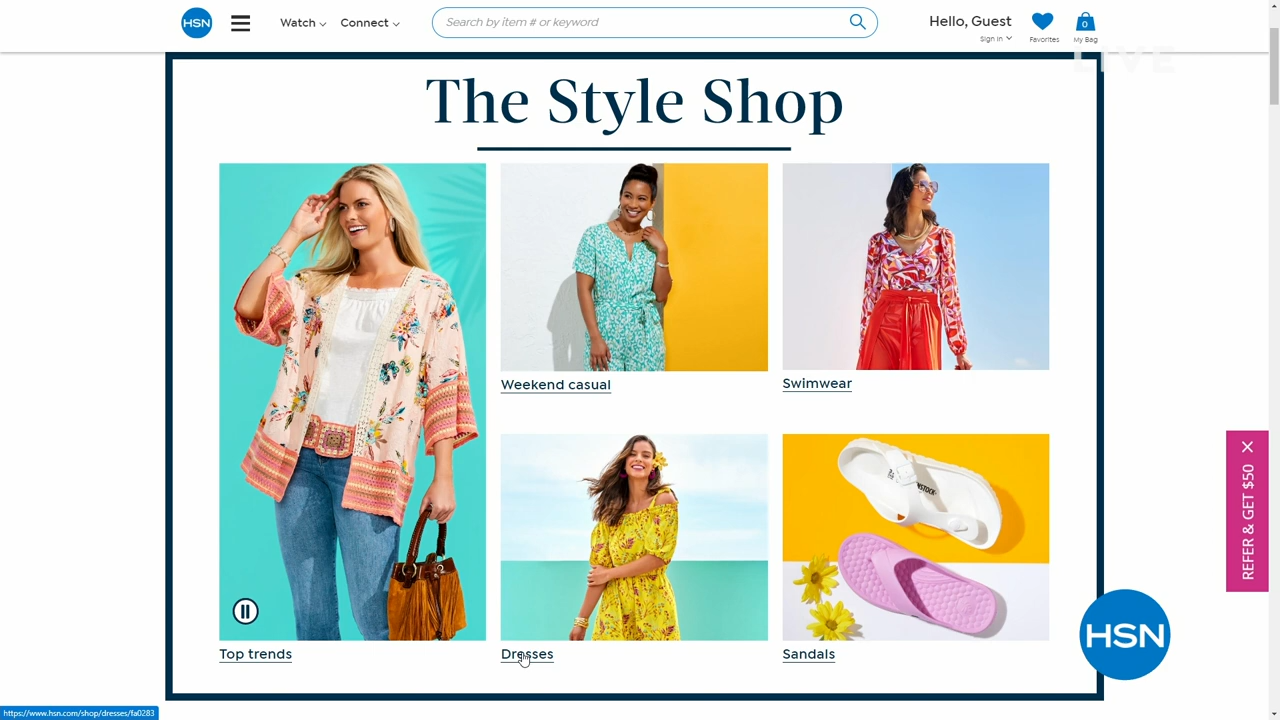 HSN
Watch
Connect
Search by item # or keyword
Hello, Guest
Sign In
Favorites
0
My Bag
LIVE
The Style Shop
Weekend casual
Swimwear
Top trends
Dresses
Sandals
REFER & GET $50
HSN
https://www.hsn.com/shop/dresses/fa0283